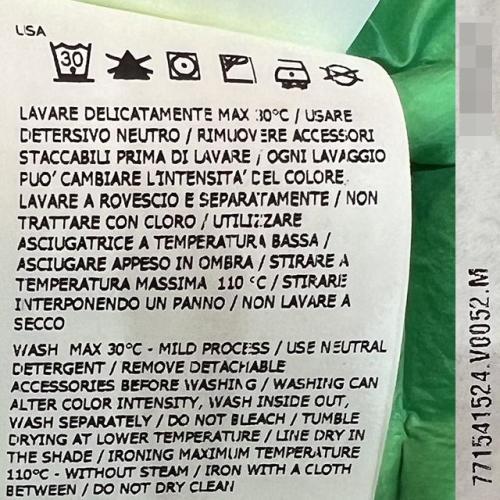 USA
30
LAVARE DELICATAMENTE MAX 30°C / USARE
DETERSIVO NEUTRO / RIMUOVERE ACCESSORI
STACCABILI PRIMA DI LAVARE / OGNI LAVAGGIO
PUO' CAMBIARE L'INTENSITA' DEL COLORE,
LAVARE A ROVESCIO E SEPARATAMENTE / NON
TRATTARE CON CLORO / UTILIZZARE
ASCIUGATRICE A TEMPERATURA BASSA /
ASCIUGARE APPESO IN OMBRA / STIRARE A
TEMPERATURA MASSIMA 110 °C / STIRARE
INTERPONENDO UN PANNO / NON LAVARE A
SECCO
WASH MAX 30°C - MILD PROCESS / USE NEUTRAL
DETERGENT / REMOVE DETACHABLE
ACCESSORIES BEFORE WASHING / WASHING CAN
ALTER COLOR INTENSITY, WASH INSIDE OUT,
WASH SEPARATELY / DO NOT BLEACH / TUMBLE
DRYING AT LOWER TEMPERATURE / LINE DRY IN
THE SHADE / IRONING MAXIMUM TEMPERATURE
110°C - WITHOUT STEAM / IRON WITH A CLOTH
BETWEEN / DO NOT DRY CLEAN
771541524.V0052.M